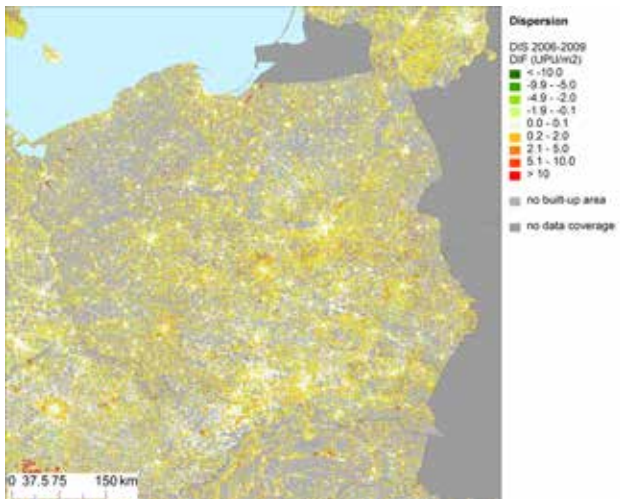 Dispersion
DIS 2006-2009
DIF (UPU/m2)
< -10.0
-9.9 - -5.0
-4.9 - -2.0
-1.9 - -0.1
0.0 - 0.1
0.2 - 2.0
2.1 - 5.0
5.1 - 10.0
> 10
no built-up area
no data coverage
0 37.5 75 150 km